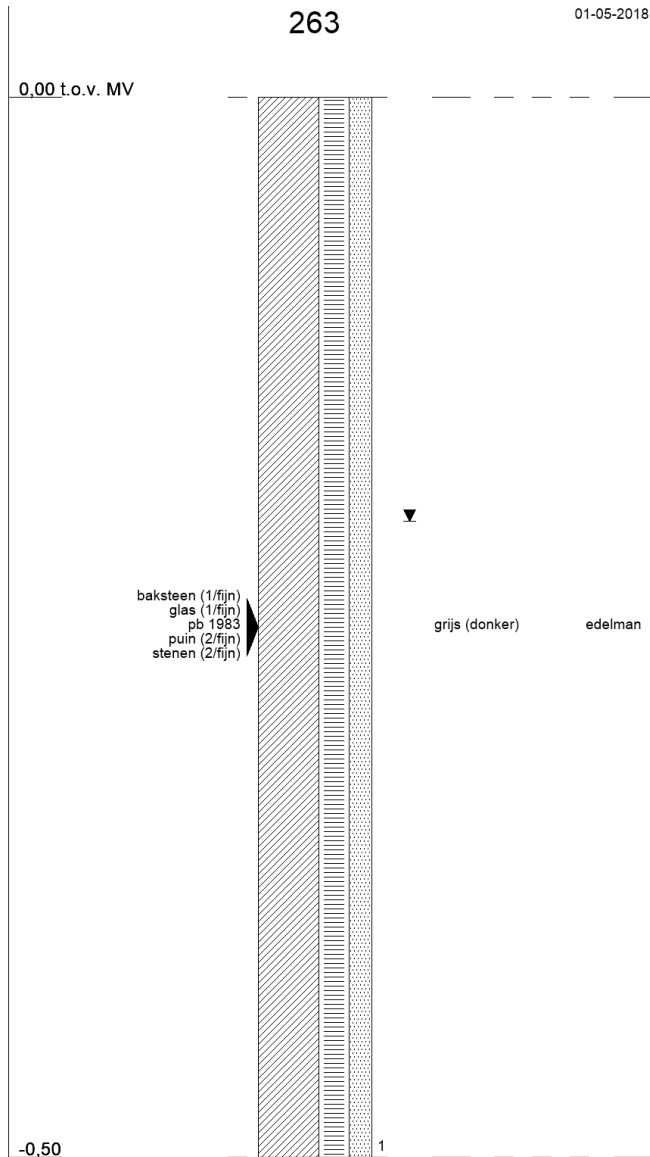 263
01-05-2018
0,00 t.o.v. MV
baksteen (1/fijn)
glas (1/fijn)
pb 1983
puin (2/fijn)
stenen (2/fijn)
grijs (donker)
edelman
-0,50
1